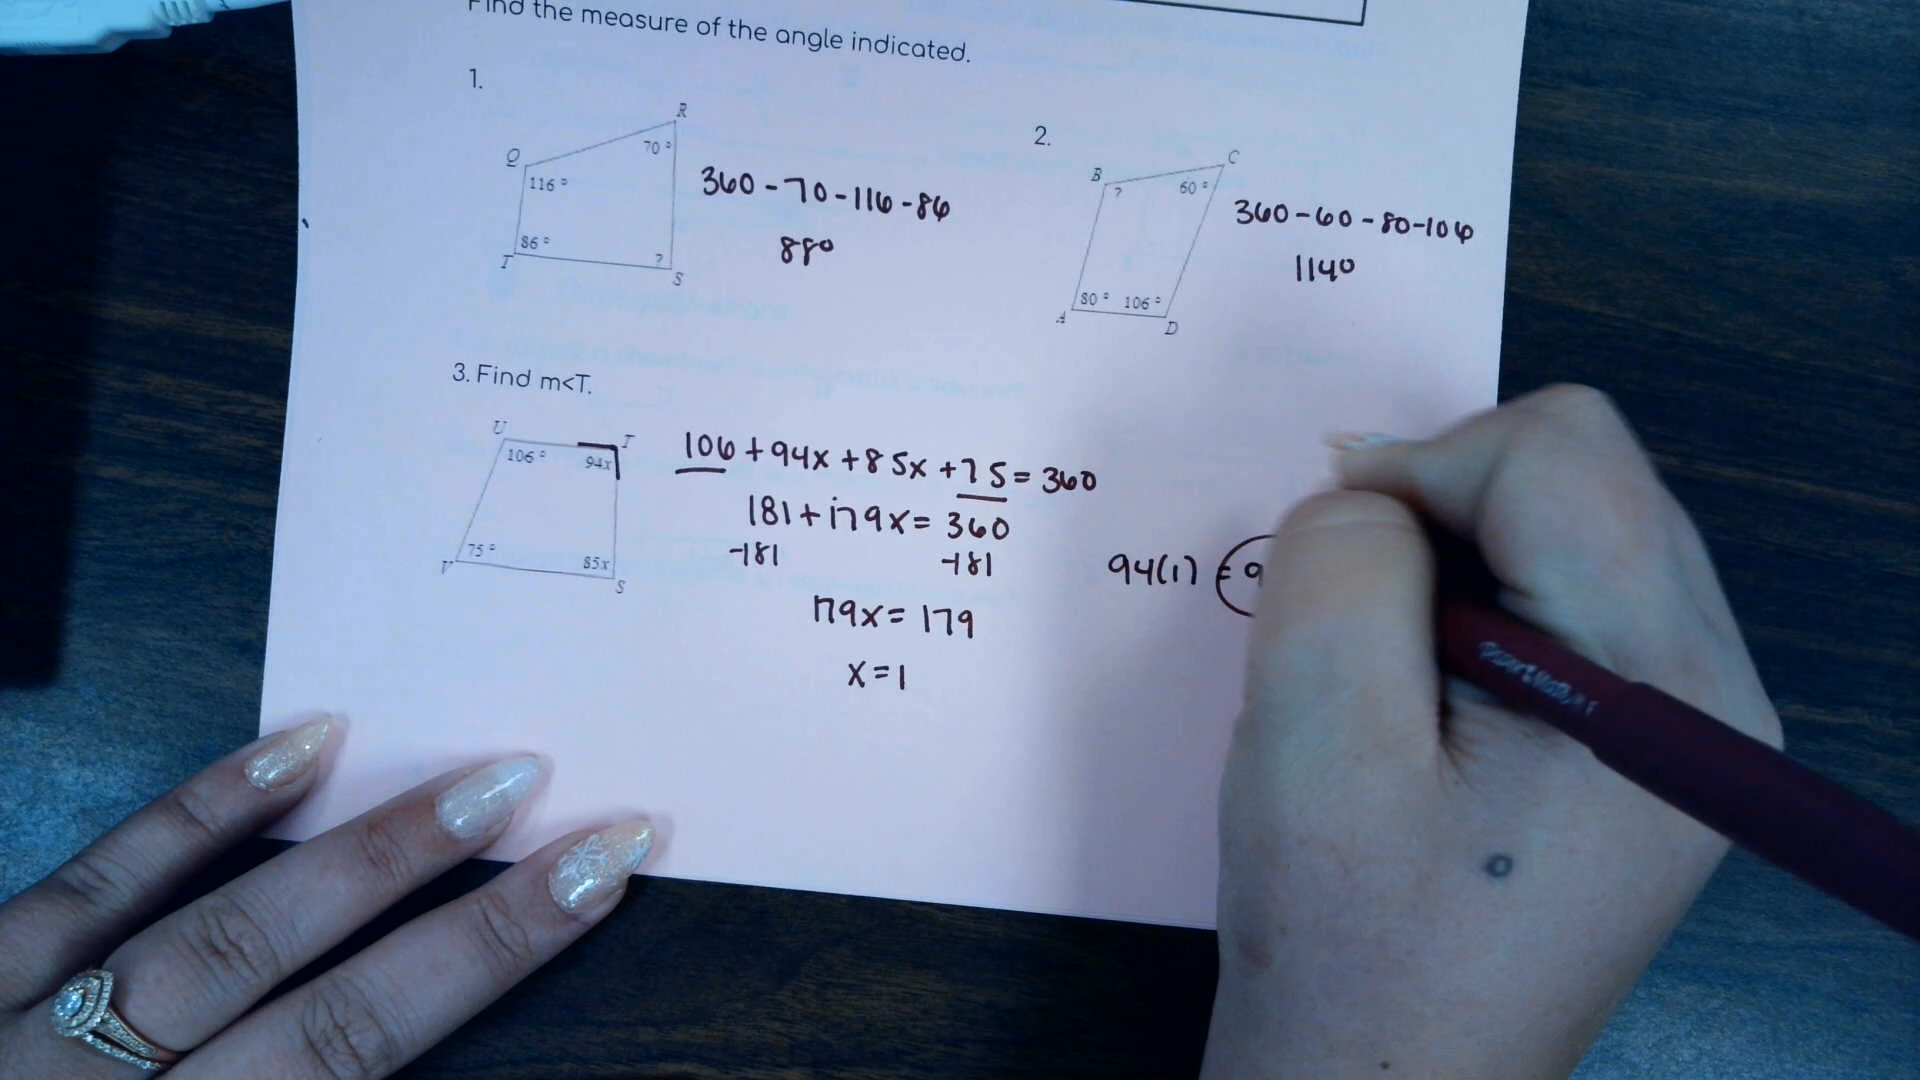 Find the measure of the angle indicated.
1.
R
70°
Q
116°
86°
T
?
S
360-70-116-86
88°
2.
C
B
?
60°
80° 106°
A
D
360-60-80-106
114°
3. Find m<T.
U
T
106°
94x
75°
85x
V
S
106+94x+85x+75=360
181+179x=360
-181 -181
179x=179
x=1
94(1) = 9